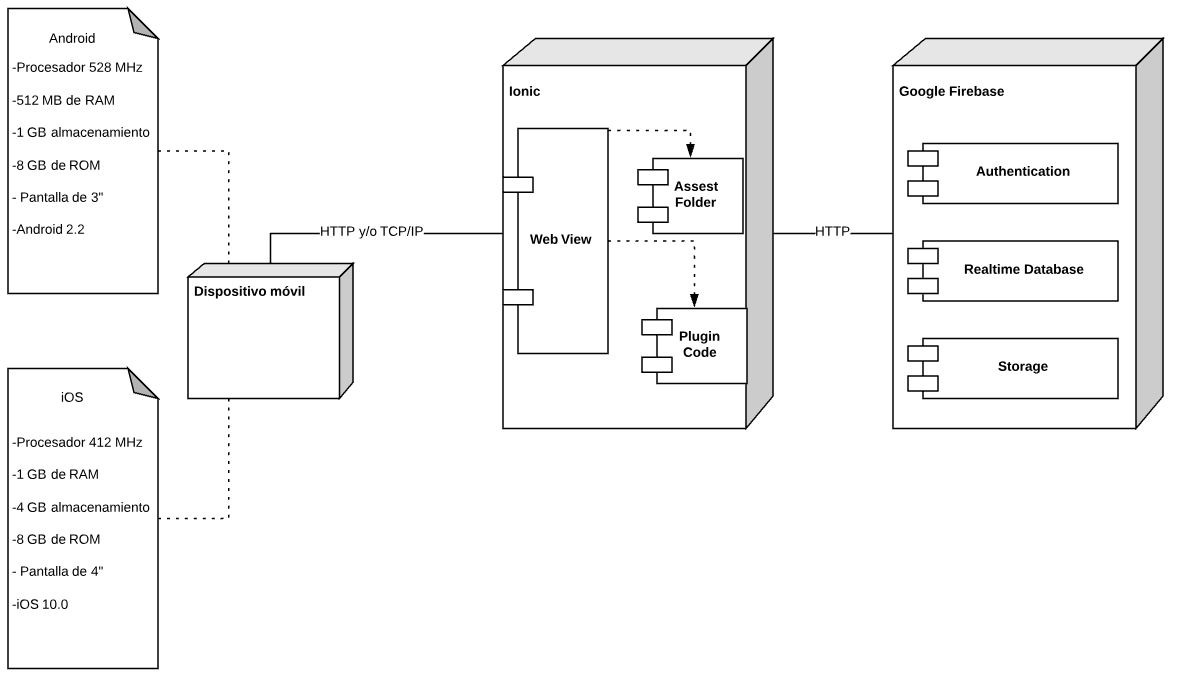 Android
-Procesador 528 MHz
-512 MB de RAM
-1 GB almacenamiento
-8 GB de ROM
- Pantalla de 3"
-Android 2.2
iOS
-Procesador 412 MHz
-1 GB de RAM
-4 GB almacenamiento
-8 GB de ROM
- Pantalla de 4"
-iOS 10.0
Dispositivo móvil
HTTP y/o TCP/IP
Ionic
Web View
Assest
Folder
Plugin
Code
HTTP
Google Firebase
Authentication
Realtime Database
Storage